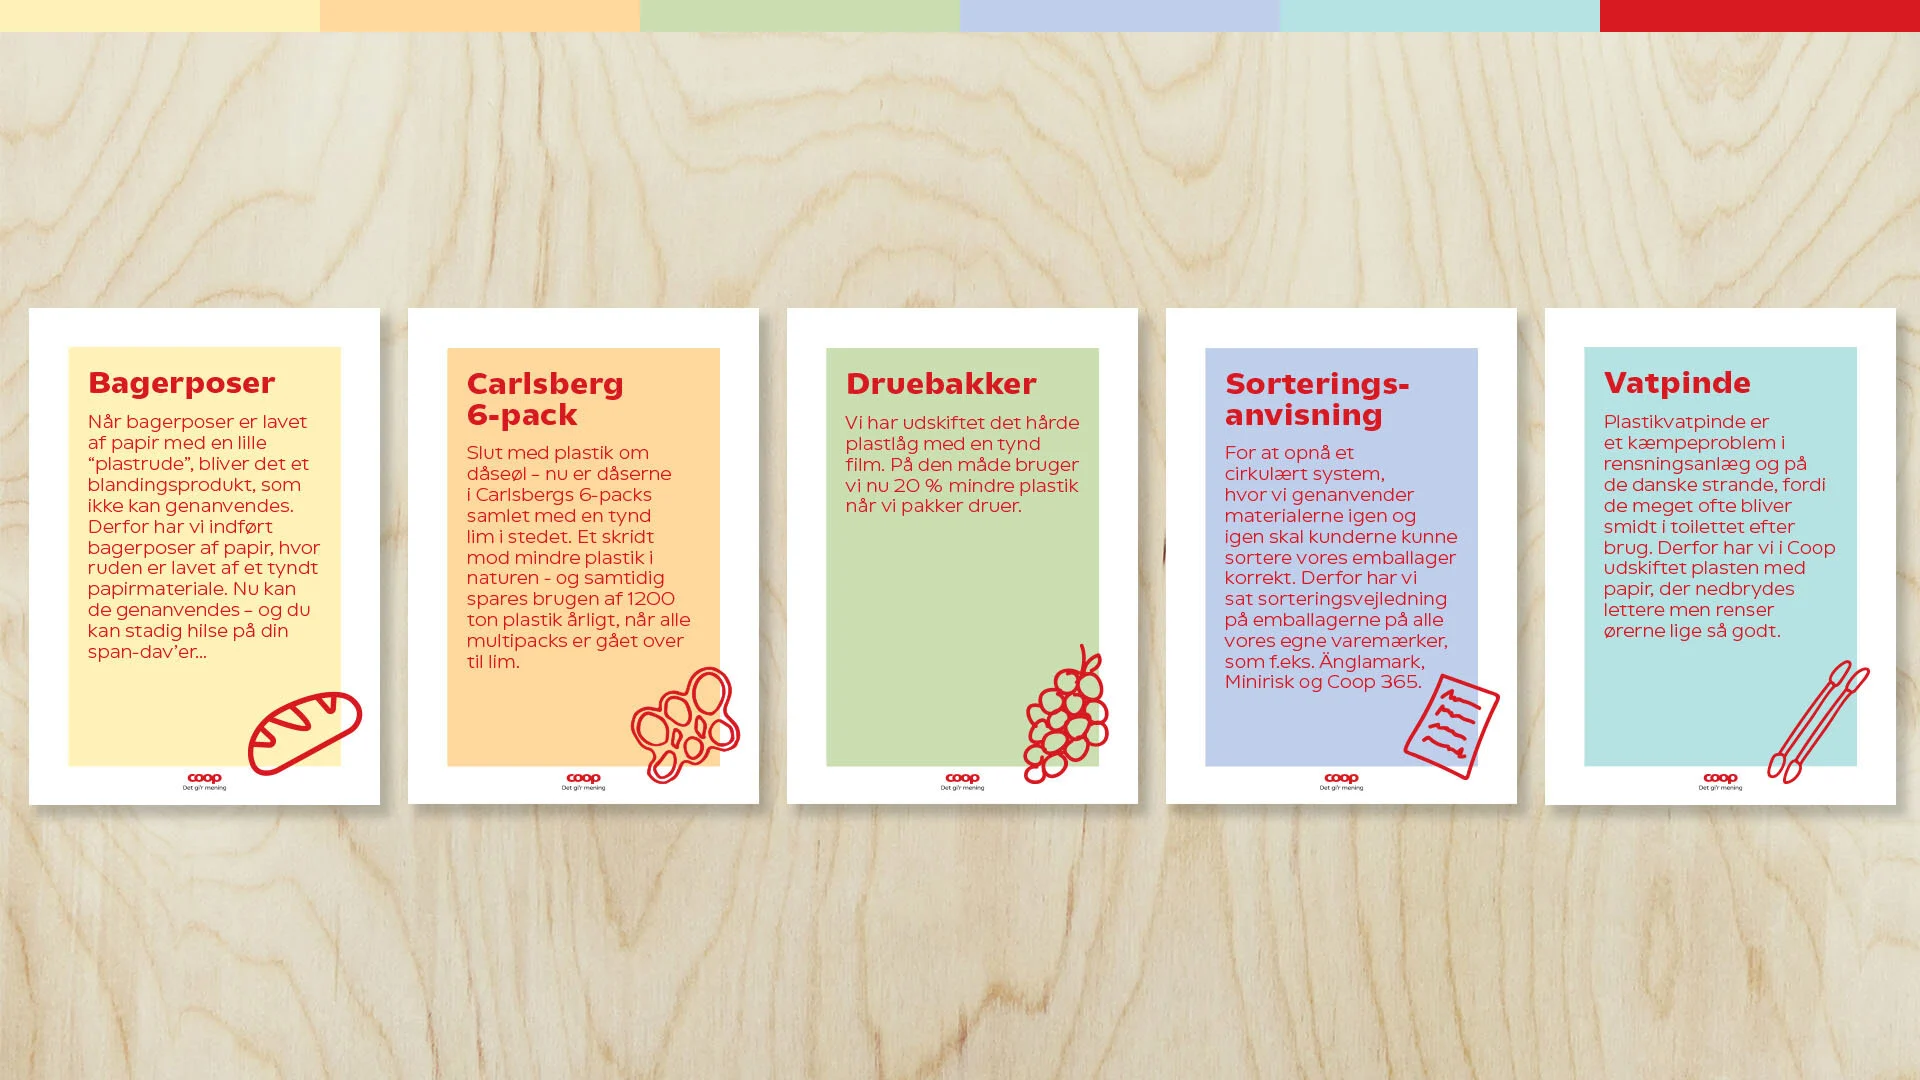 Bagerposer
Når bagerposer er lavet
af papir med en lille
“plastrude”, bliver det et
blandingsprodukt, som
ikke kan genanvendes.
Derfor har vi indført
bagerposer af papir, hvor
ruden er lavet af et tyndt
papirmateriale. Nu kan
de genanvendes – og du
kan stadig hilse på din
span-dav’er...
coop
Det gi'r mening
Carlsberg
6-pack
Slut med plastik om
dåseøl – nu er dåserne
i Carlsbergs 6-packs
samlet med en tynd
lim i stedet. Et skridt
mod mindre plastik i
naturen - og samtidig
spares brugen af 1200
ton plastik årligt, når alle
multipacks er gået over
til lim.
coop
Det gi'r mening
Druebakker
Vi har udskiftet det hårde
plastlåg med en tynd
film. På den måde bruger
vi nu 20 % mindre plastik
når vi pakker druer.
coop
Det gi'r mening
Sorterings-
anvisning
For at opnå et
cirkulært system,
hvor vi genanvender
materialerne igen og
igen skal kunderne kunne
sortere vores emballager
korrekt. Derfor har vi
sat sorteringsvejledning
på emballagerne på alle
vores egne varemærker,
som f.eks. Änglamark,
Minirisk og Coop 365.
coop
Det gi'r mening
Vatpinde
Plastikvatpinde er
et kæmpeproblem i
rensningsanlæg og på
de danske strande, fordi
de meget ofte bliver
smidt i toilettet efter
brug. Derfor har vi i Coop
udskiftet plasten med
papir, der nedbrydes
lettere men renser
ørerne lige så godt.
coop
Det gi'r mening